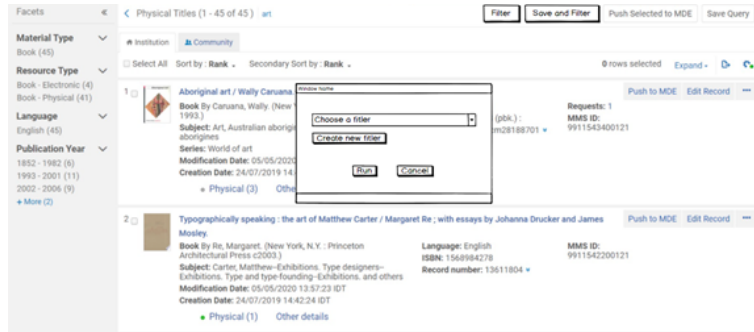 Facets
Physical Titles (1 - 45 of 45) art
Filter Save and Filter Push Selected to MDE Save Query
Material Type
Book (45)
Resource Type
Book - Electronic (4)
Book - Physical (41)
Language
English (45)
Publication Year
1852 - 1982 (6)
1993 - 2001 (11)
2002 - 2006 (9)
+ More (2)
Institution Community
Select All Sort by : Rank Secondary Sort by : Rank 0 rows selected Expand
1 Aboriginal art / Wally Caruana. Push to MDE Edit Record
Book By Caruana, Wally. (New
1993.)
Subject: Art, Australian aborigin
aborigines
Series: World of art
Modification Date: 05/05/2020
Creation Date: 24/07/2019 14:
Physical (3) Othe
(pbk.) :
m28188701
Requests: 1
MMS ID:
9911543400121
Window name
Choose a fitler
Create new fitler
Run Cancel
2 Typographically speaking : the art of Matthew Carter / Margaret Re ; with essays by Johanna Drucker and James Push to MDE Edit Record
Mosley.
Book By Re, Margaret. (New York, N.Y. : Princeton
Architectural Press c2003.)
Subject: Carter, Matthew--Exhibitions. Type designers--
Exhibitions. Type and type-founding--Exhibitions. and others
Modification Date: 05/05/2020 13:57:23 IDT
Creation Date: 24/07/2019 14:42:24 IDT
Physical (1) Other details
Language: English
ISBN: 1568984278
Record number: 13611804
MMS ID:
9911542200121